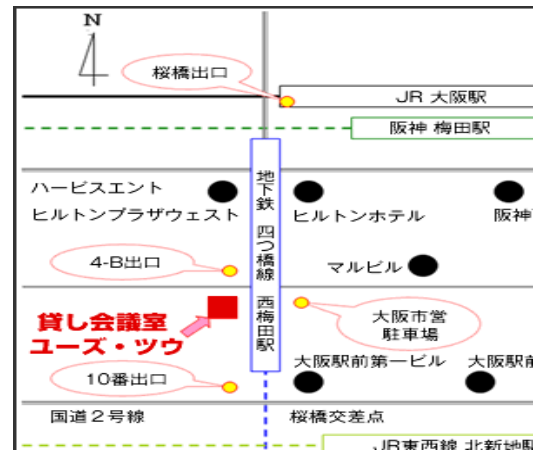 N
桜橋出口
JR 大阪駅
阪神 梅田駅
ハービスエント
ヒルトンプラザウェスト
地下鉄 四つ橋線 西梅田駅
ヒルトンホテル
阪神
4-B出口
マルビル
貸し会議室
ユーズ・ツウ
大阪市営
駐車場
10番出口
大阪駅前第一ビル
大阪駅前
国道2号線
桜橋交差点
JR東西線 北新地駅